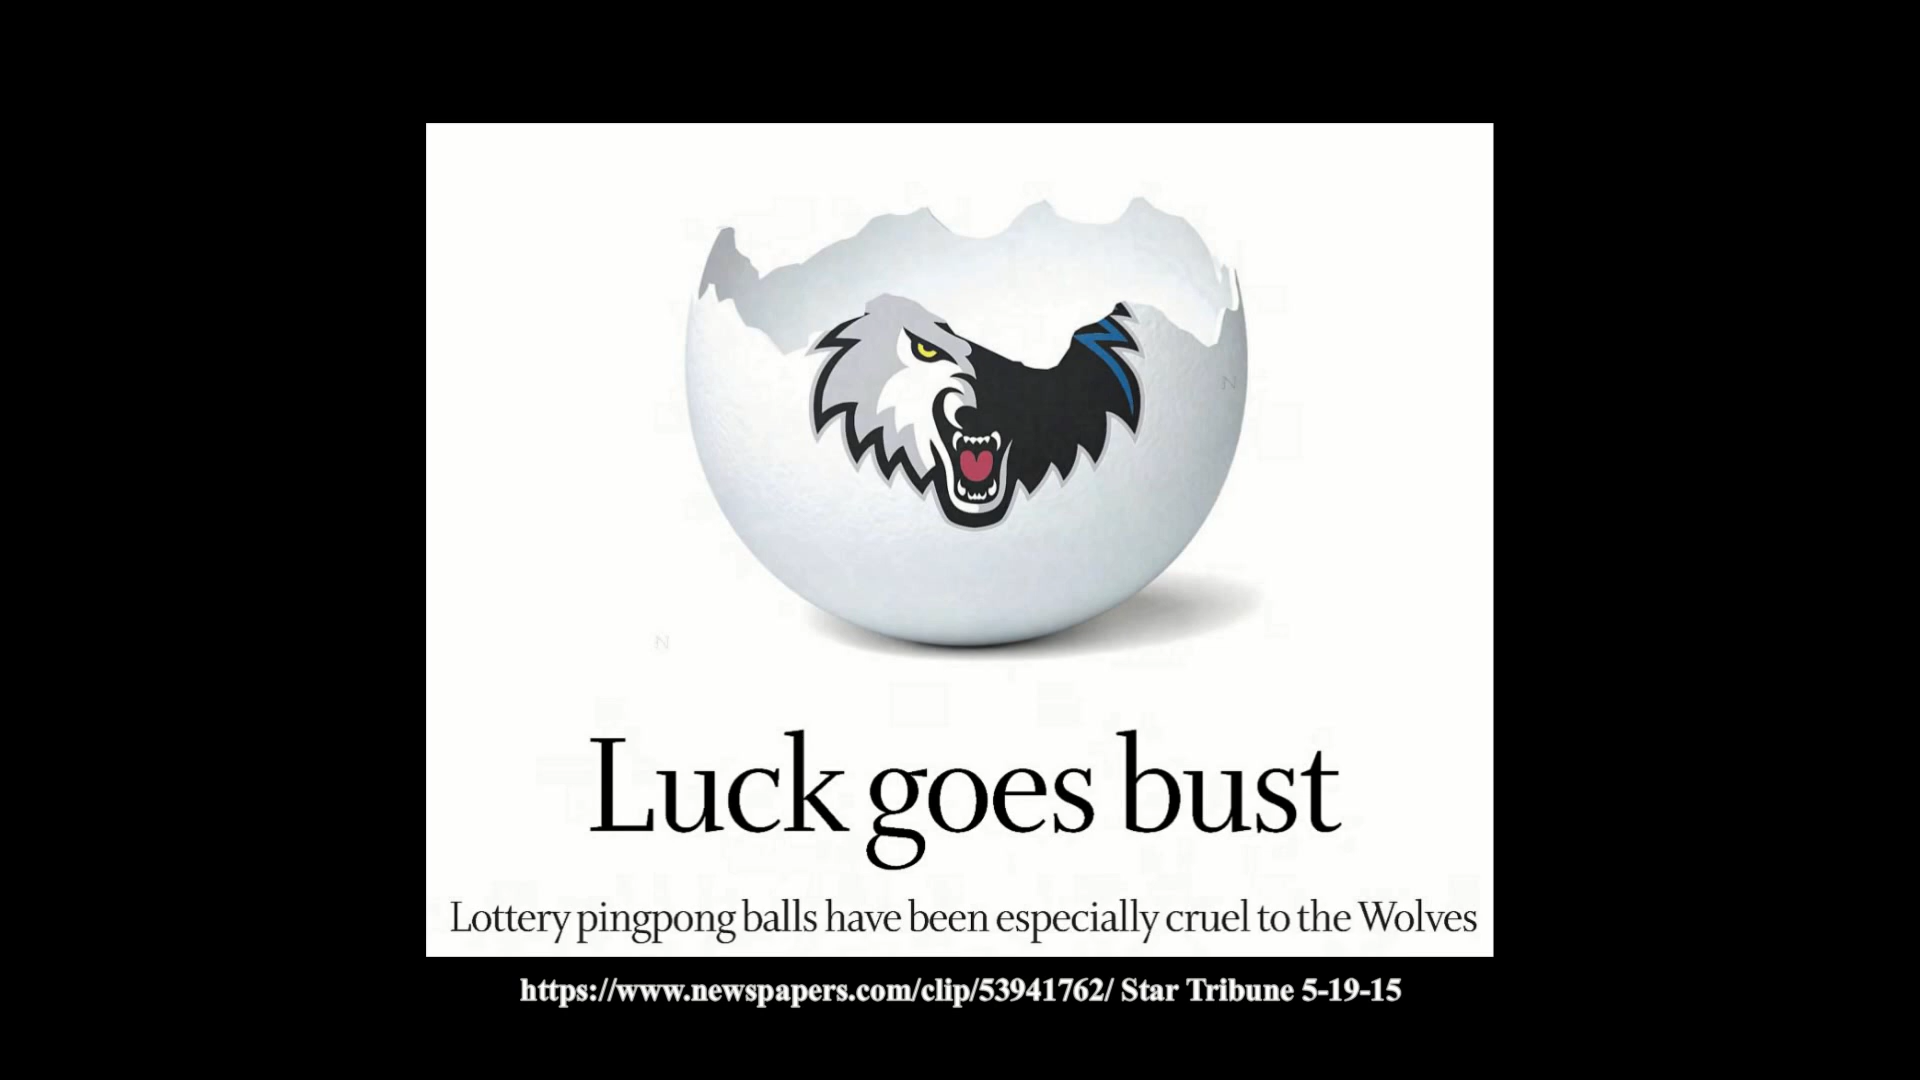 Luck goes bust
Lottery pingpong balls have been especially cruel to the Wolves
https://www.newspapers.com/clip/53941762/ Star Tribune 5-19-15